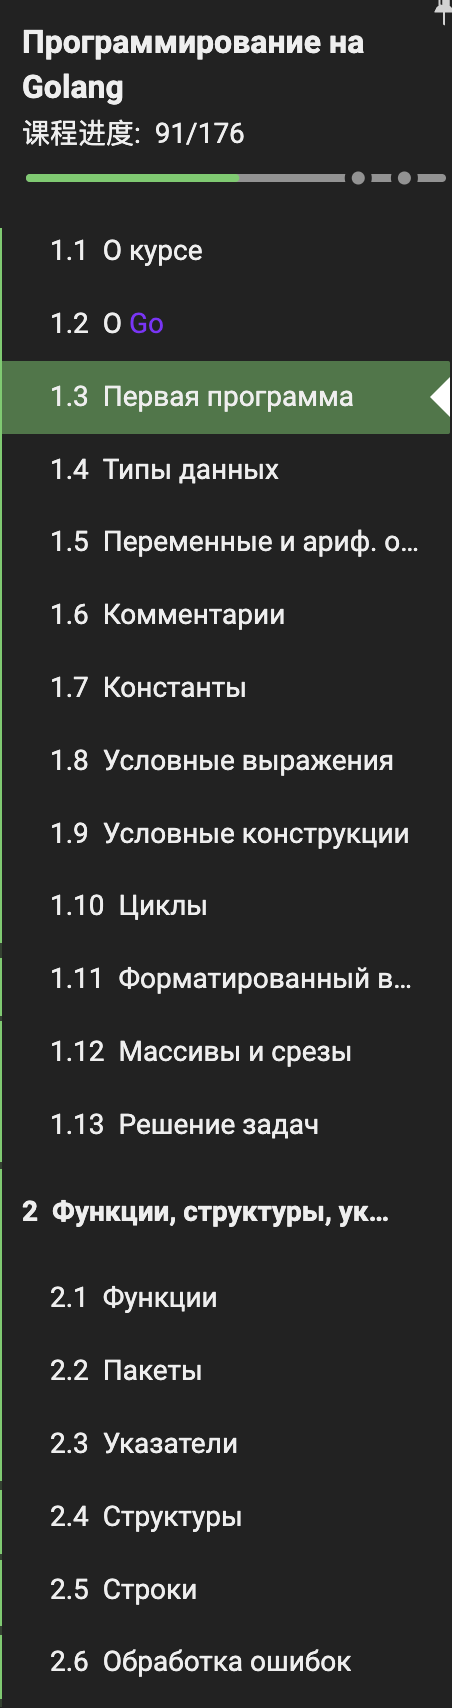 Программирование на
Golang
课程进度: 91/176
1.1 О курсе
1.2 О Go
1.3 Первая программа
1.4 Типы данных
1.5 Переменные и ариф. о...
1.6 Комментарии
1.7 Константы
1.8 Условные выражения
1.9 Условные конструкции
1.10 Циклы
1.11 Форматированный в...
1.12 Массивы и срезы
1.13 Решение задач
2 Функции, структуры, ук...
2.1 Функции
2.2 Пакеты
2.3 Указатели
2.4 Структуры
2.5 Строки
2.6 Обработка ошибок